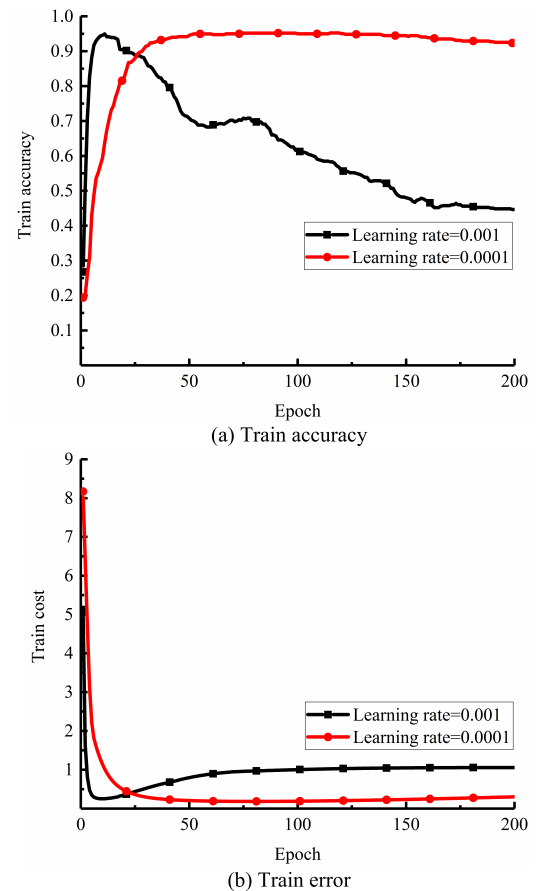 1.0
0.9
0.8
0.7
0.6
0.5
0.4
0.3
0.2
0.1
Train accuracy
Learning rate=0.001
Learning rate=0.0001
0 50 100 150 200
Epoch
(a) Train accuracy
9
8
7
6
5
4
3
2
1
Train cost
Learning rate=0.001
Learning rate=0.0001
0 50 100 150 200
Epoch
(b) Train error